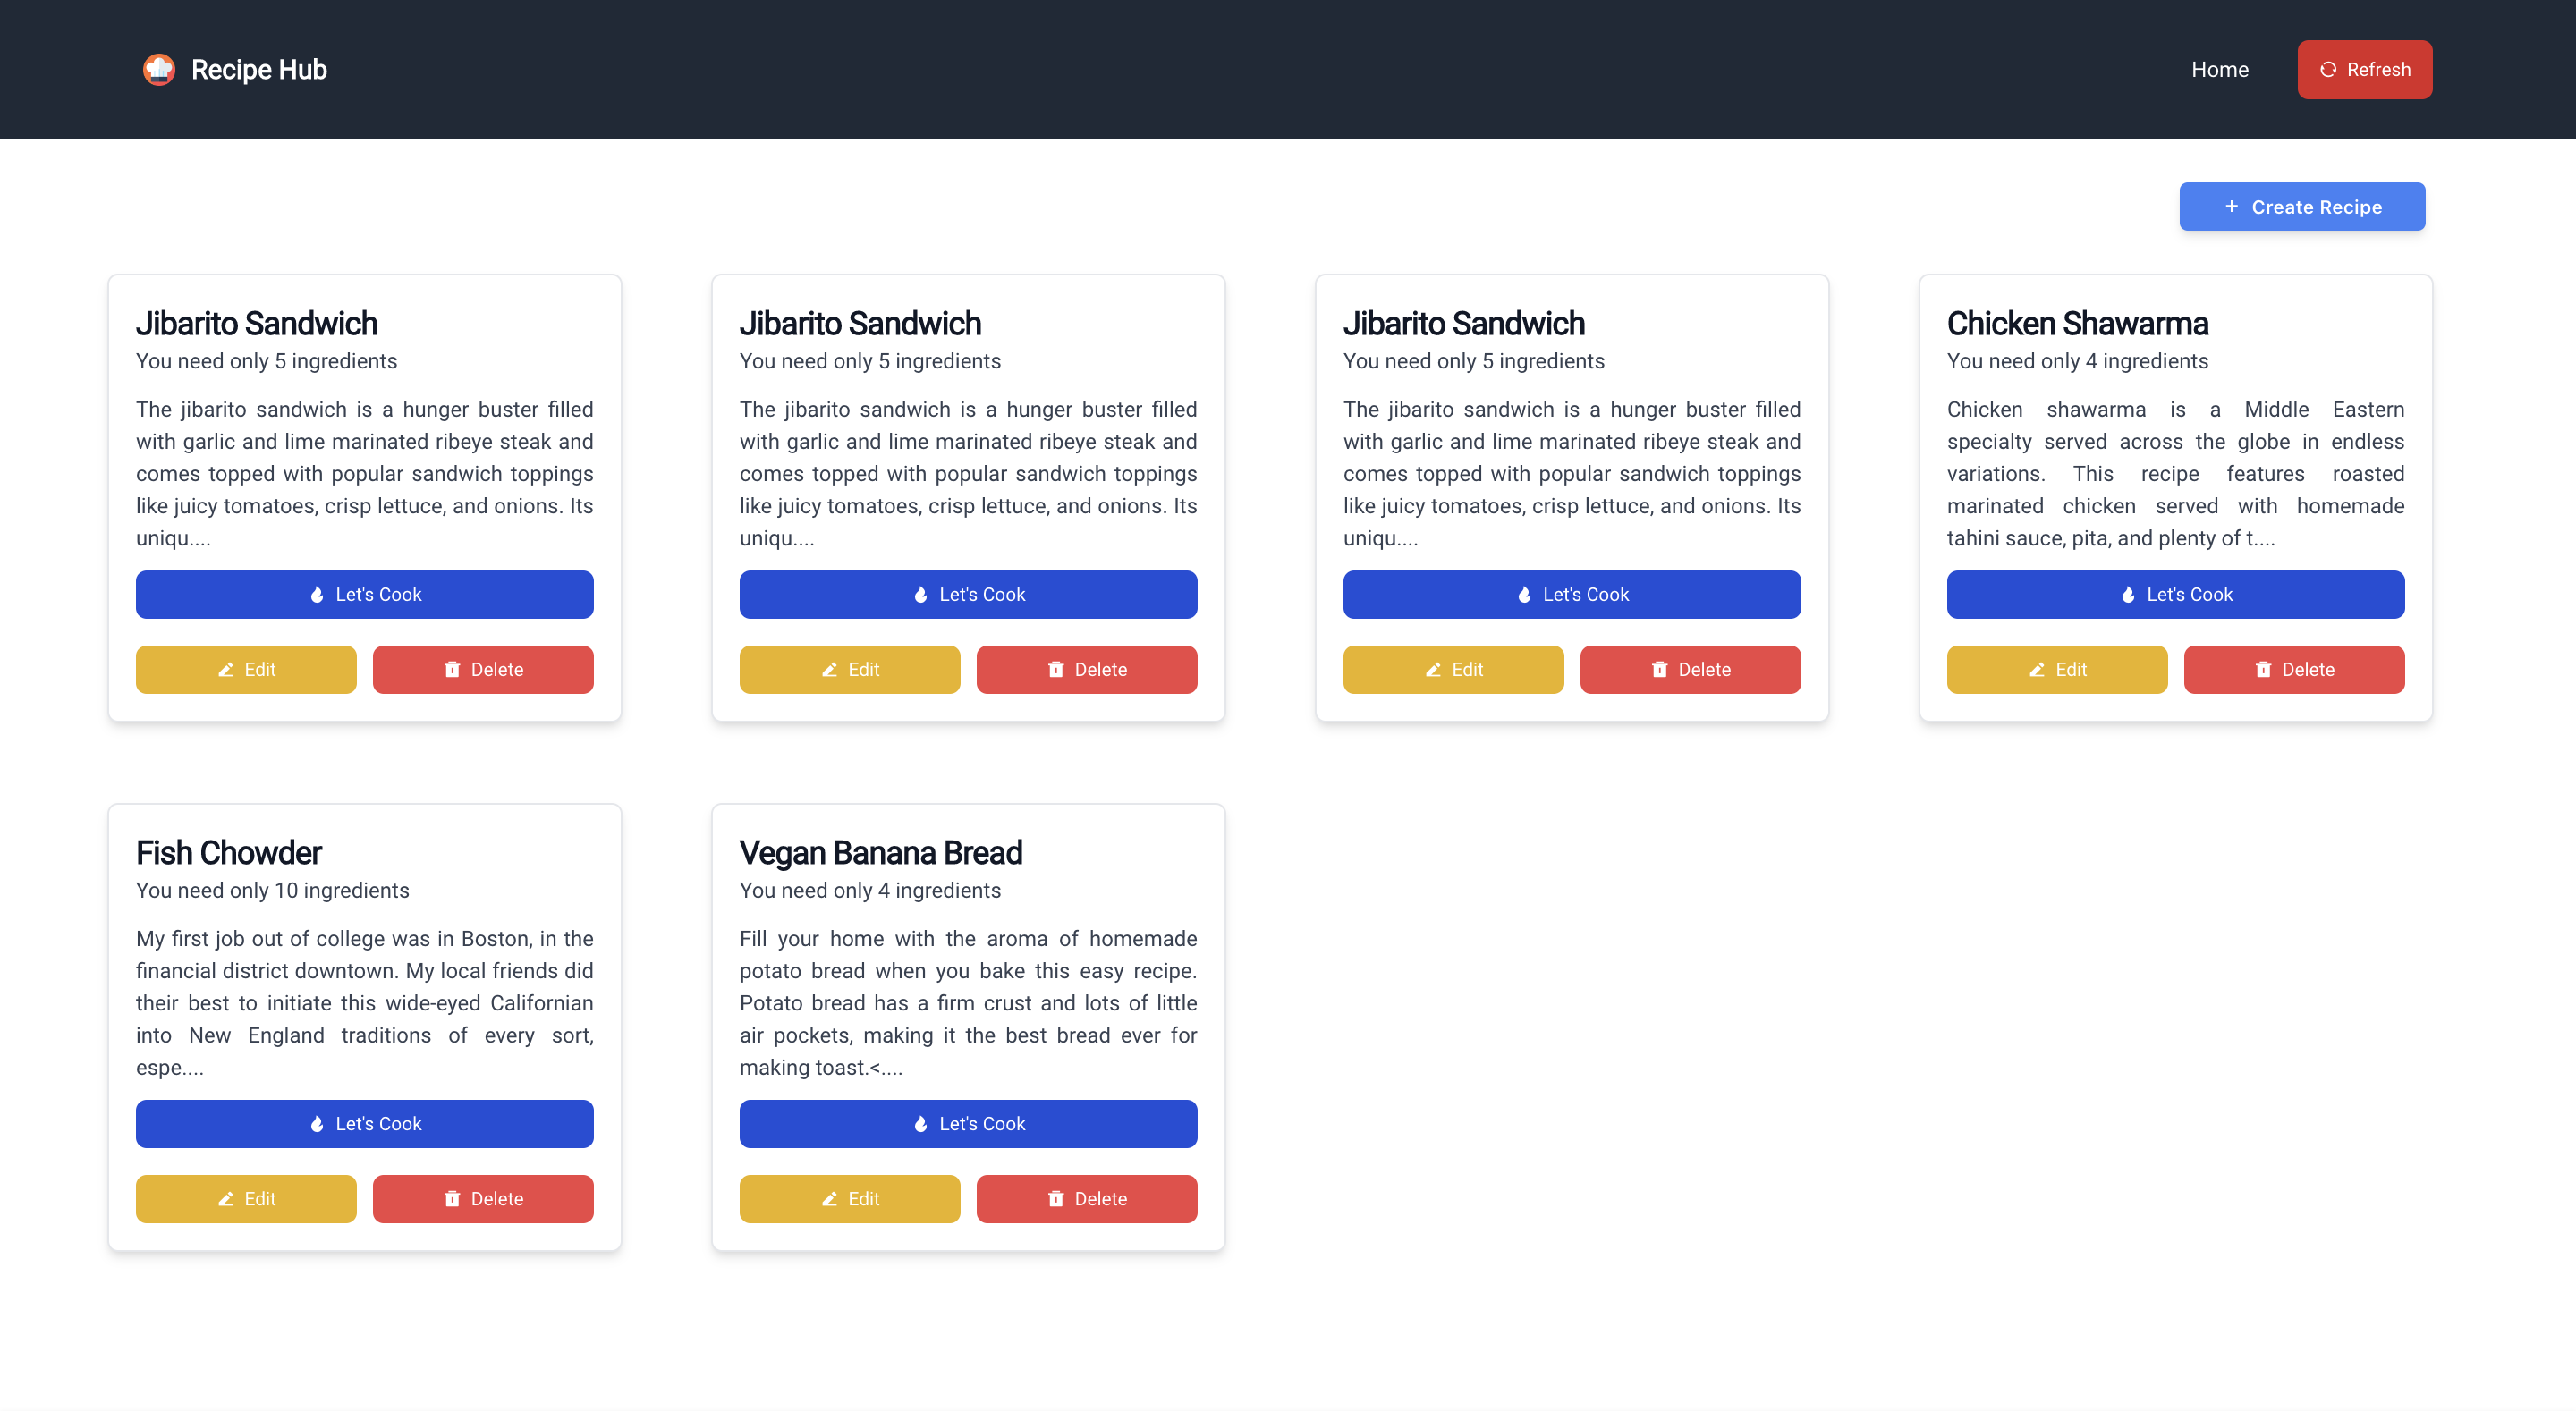 Recipe Hub
Home
Refresh
+ Create Recipe
Jibarito Sandwich
You need only 5 ingredients
The jibarito sandwich is a hunger buster filled
with garlic and lime marinated ribeye steak and
comes topped with popular sandwich toppings
like juicy tomatoes, crisp lettuce, and onions. Its
uniqu....
Let's Cook
Edit
Delete
Jibarito Sandwich
You need only 5 ingredients
The jibarito sandwich is a hunger buster filled
with garlic and lime marinated ribeye steak and
comes topped with popular sandwich toppings
like juicy tomatoes, crisp lettuce, and onions. Its
uniqu....
Let's Cook
Edit
Delete
Jibarito Sandwich
You need only 5 ingredients
The jibarito sandwich is a hunger buster filled
with garlic and lime marinated ribeye steak and
comes topped with popular sandwich toppings
like juicy tomatoes, crisp lettuce, and onions. Its
uniqu....
Let's Cook
Edit
Delete
Chicken Shawarma
You need only 4 ingredients
Chicken shawarma is a Middle Eastern
specialty served across the globe in endless
variations. This recipe features roasted
marinated chicken served with homemade
tahini sauce, pita, and plenty of t....
Let's Cook
Edit
Delete
Fish Chowder
You need only 10 ingredients
My first job out of college was in Boston, in the
financial district downtown. My local friends did
their best to initiate this wide-eyed Californian
into New England traditions of every sort,
espe....
Let's Cook
Edit
Delete
Vegan Banana Bread
You need only 4 ingredients
Fill your home with the aroma of homemade
potato bread when you bake this easy recipe.
Potato bread has a firm crust and lots of little
air pockets, making it the best bread ever for
making toast.<....
Let's Cook
Edit
Delete